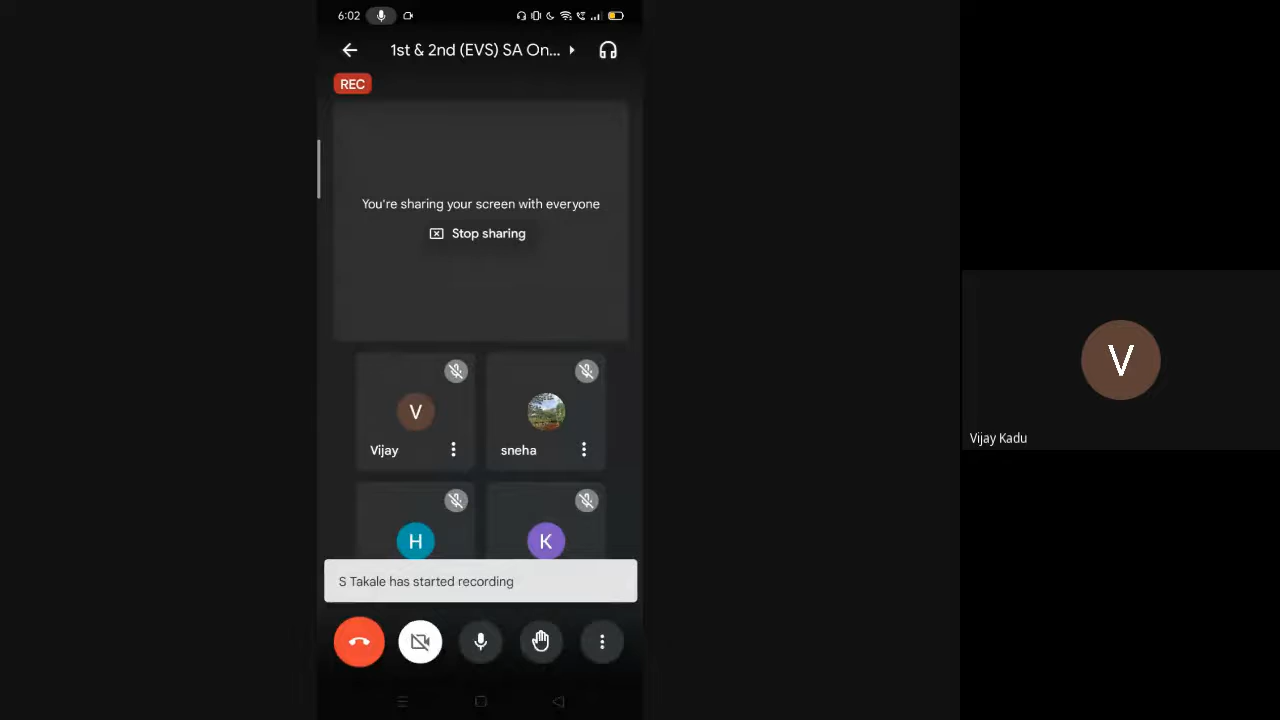 6:02
1st & 2nd (EVS) SA On...
REC
You're sharing your screen with everyone
Stop sharing
V
Vijay
sneha
H
K
S Takale has started recording
V
Vijay Kadu